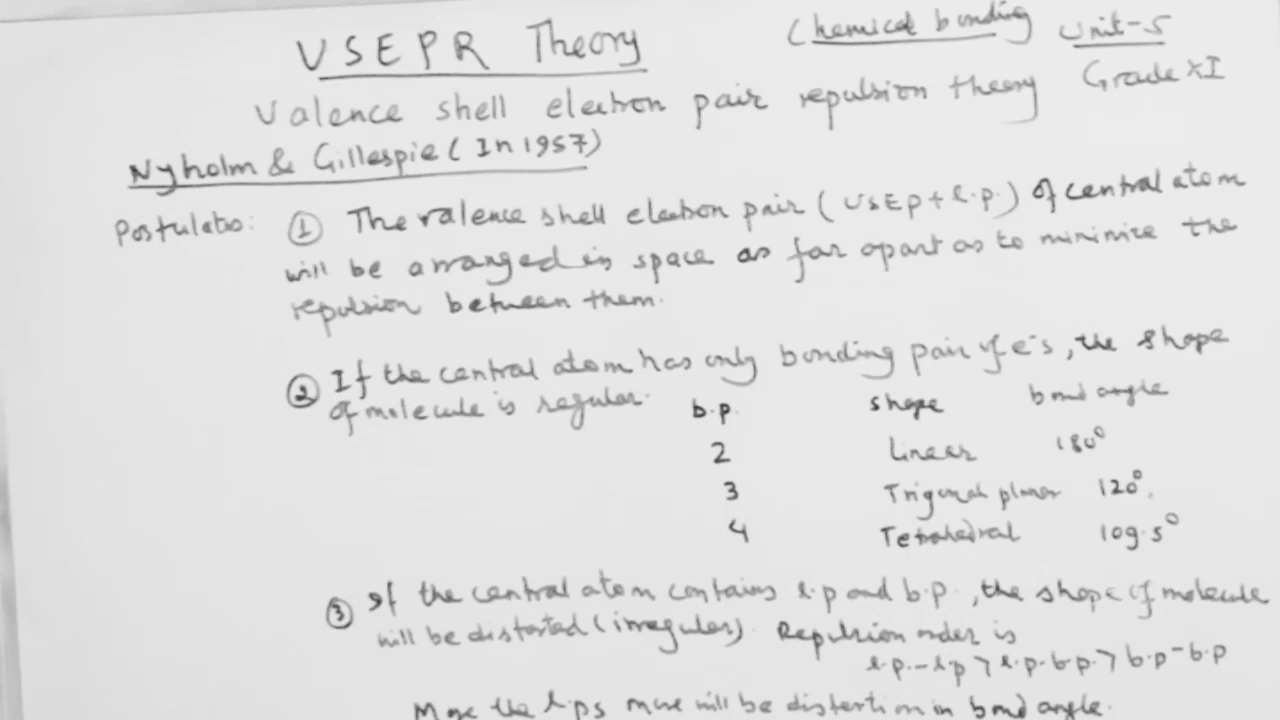 VSEPR Theory
Chemical bonding Unit-5
Valence shell electron pair repulsion theory Grade XI
Nyholm & Gillespie (In 1957)
Postulates: ① The valence shell electron pair (VSEP + l.p.) of central atom
will be arranged in space as far apart as to minimize the
repulsion between them.
② If the central atom has only bonding pair of e⁻s, the shape
of molecule is regular.
b.p. shape bond angle
2 Linear 180°
3 Trigonal planar 120°.
4 Tetrahedral 109.5°
③ If the central atom contains l.p and b.p., the shape of molecule
will be distorted (irregular). Repulsion order is
l.p.-l.p > l.p.b.p. > b.p-b.p
More the l.ps more will be distortion in bond angle.